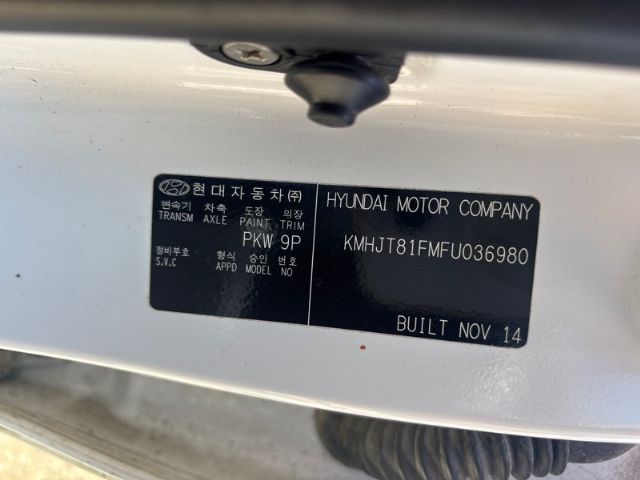 현대자동차㈜
변속기 차축 도장 의장
TRANSM AXLE PAINT TRIM
PKW 9P
정비부호 형식 승인 번호
S.V.C APPD MODEL NO
HYUNDAI MOTOR COMPANY
KMHJT81FMFU036980
BUILT NOV 14